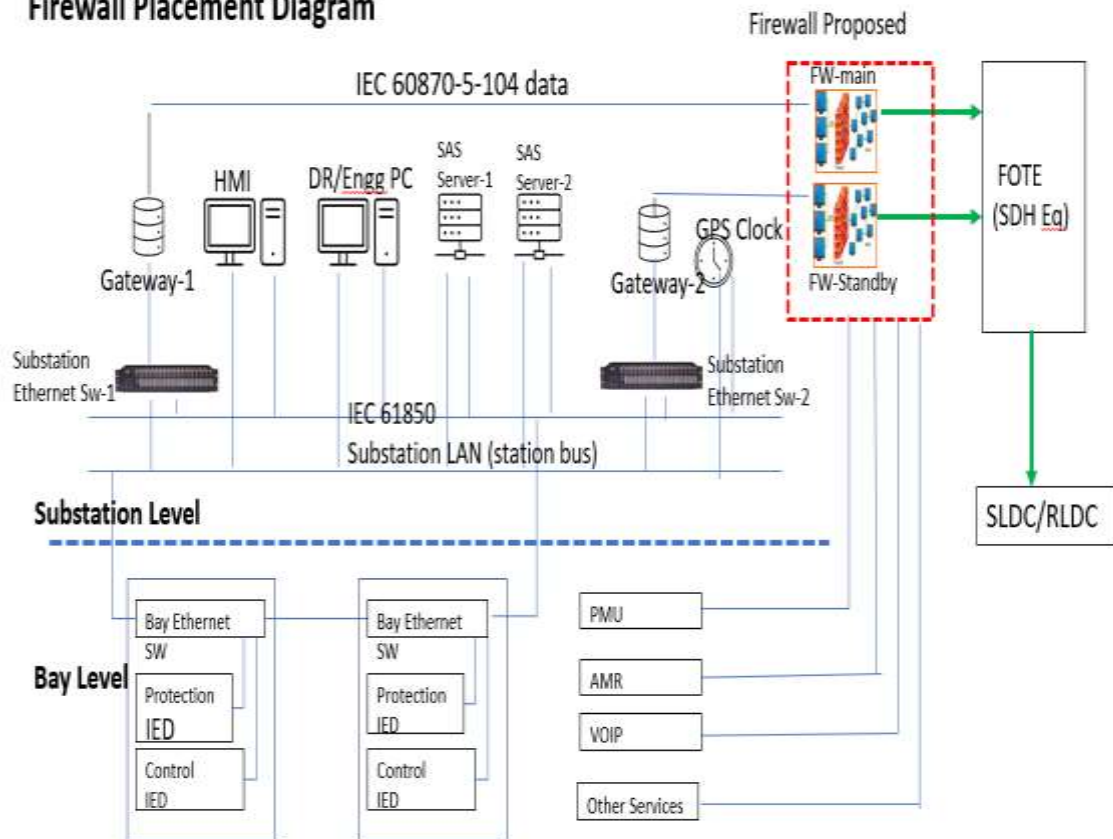 Firewall Placement Diagram
Firewall Proposed
IEC 60870-5-104 data
FW-main
HMI
DR/Engg PC
SAS
Server-1
SAS
Server-2
FOTE
(SDH Eq)
GPS Clock
Gateway-1
Gateway-2
FW-Standby
Substation
Ethernet Sw-1
Substation
Ethernet Sw-2
IEC 61850
Substation LAN (station bus)
Substation Level
SLDC/RLDC
Bay Ethernet
SW
Bay Ethernet
SW
PMU
Bay Level
Protection
IED
Protection
IED
AMR
VOIP
Control
IED
Control
IED
Other Services